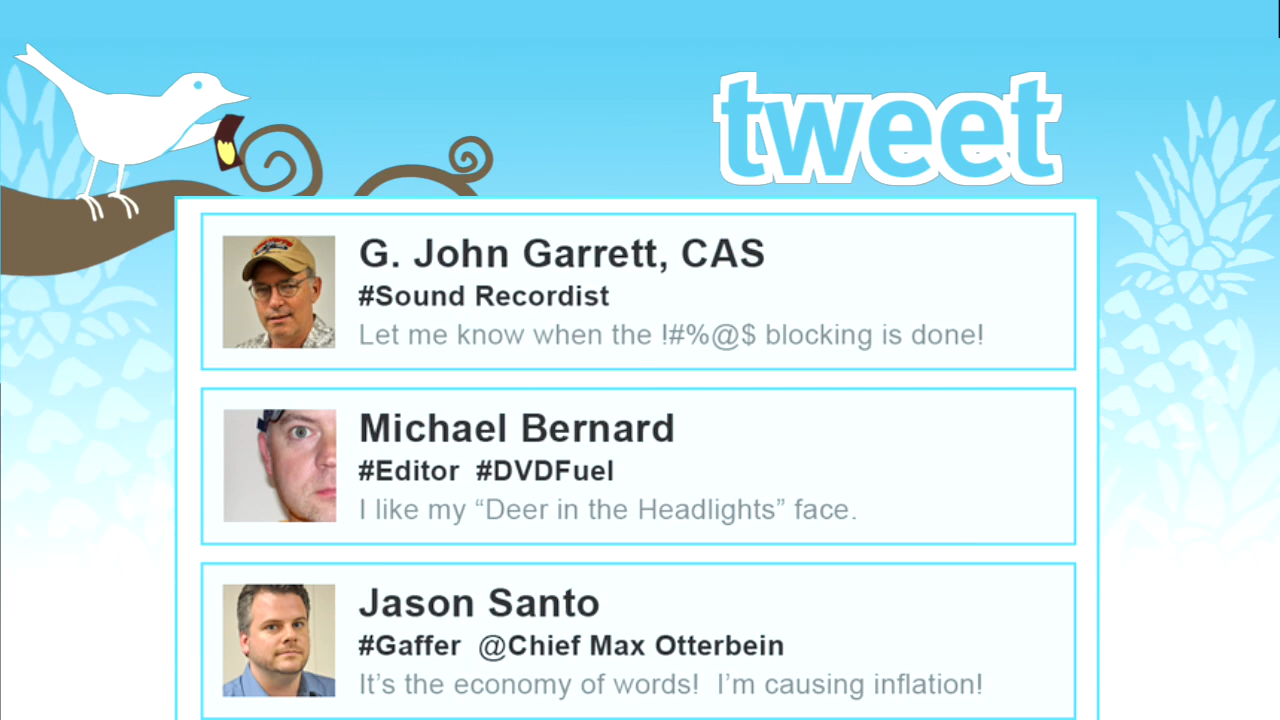 tweet
G. John Garrett, CAS
#Sound Recordist
Let me know when the !#%@$ blocking is done!
Michael Bernard
#Editor  #DVDFuel
I like my “Deer in the Headlights” face.
Jason Santo
#Gaffer  @Chief Max Otterbein
It’s the economy of words!  I’m causing inflation!